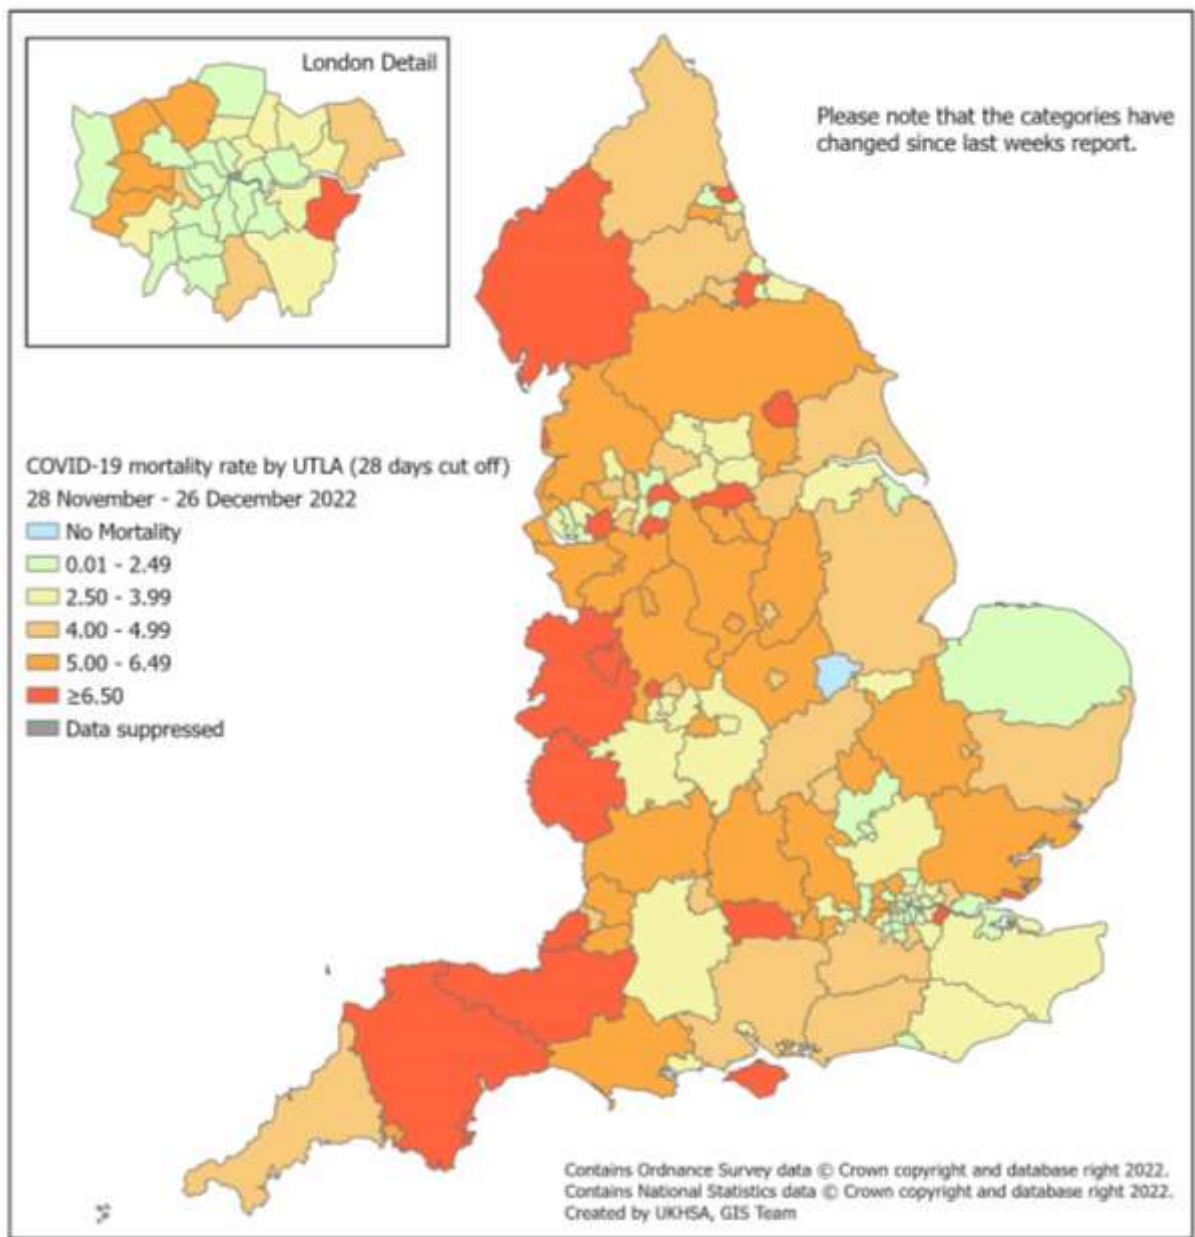 London Detail
Please note that the categories have
changed since last weeks report.
COVID-19 mortality rate by UTLA (28 days cut off)
28 November - 26 December 2022
No Mortality
0.01 - 2.49
2.50 - 3.99
4.00 - 4.99
5.00 - 6.49
≥6.50
Data suppressed
Contains Ordnance Survey data © Crown copyright and database right 2022.
Contains National Statistics data © Crown copyright and database right 2022.
Created by UKHSA, GIS Team